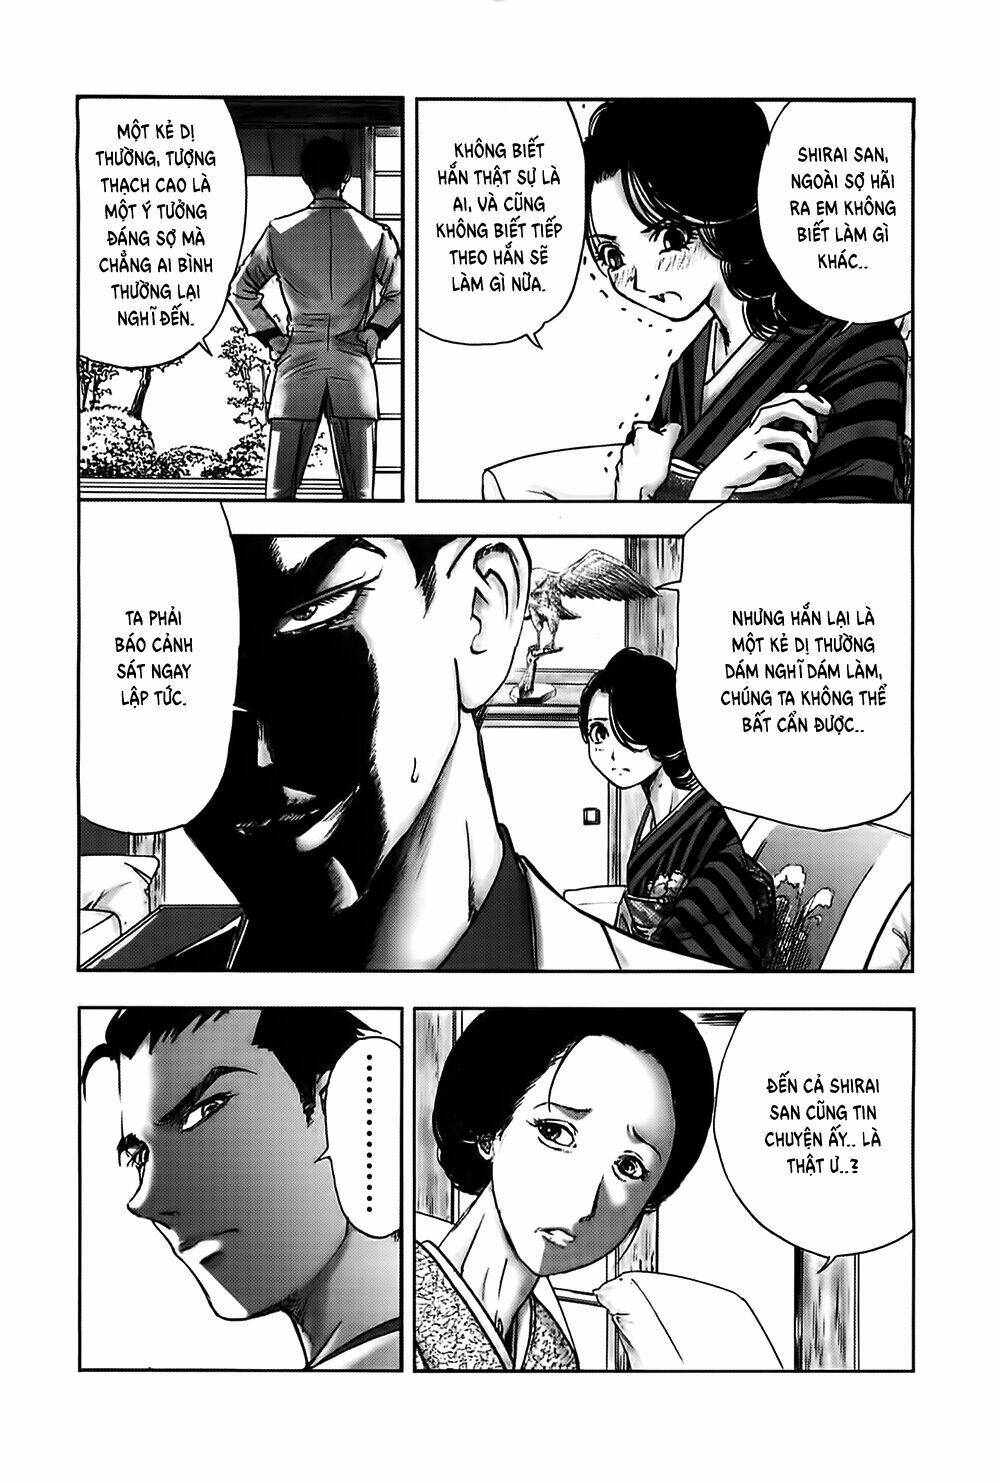 SHIRAI SAN,
NGOÀI SỢ HÃI
RA EM KHÔNG
BIẾT LÀM GÌ
KHÁC..
KHÔNG BIẾT
HẮN THẬT SỰ LÀ
AI, VÀ CŨNG
KHÔNG BIẾT TIẾP
THEO HẮN SẼ
LÀM GÌ NỮA.
MỘT KẺ DỊ
THƯỜNG, TƯỢNG
THẠCH CAO LÀ
MỘT Ý TƯỞNG
ĐÁNG SỢ MÀ
CHẲNG AI BÌNH
THƯỜNG LẠI
NGHĨ ĐẾN.
NHƯNG HẮN LẠI LÀ
MỘT KẺ DỊ THƯỜNG
DÁM NGHĨ DÁM LÀM,
CHÚNG TA KHÔNG THỂ
BẤT CẨN ĐƯỢC..
TA PHẢI
BÁO CẢNH
SÁT NGAY
LẬP TỨC.
ĐẾN CẢ SHIRAI
SAN CŨNG TIN
CHUYỆN ẤY.. LÀ
THẬT Ư..?
............